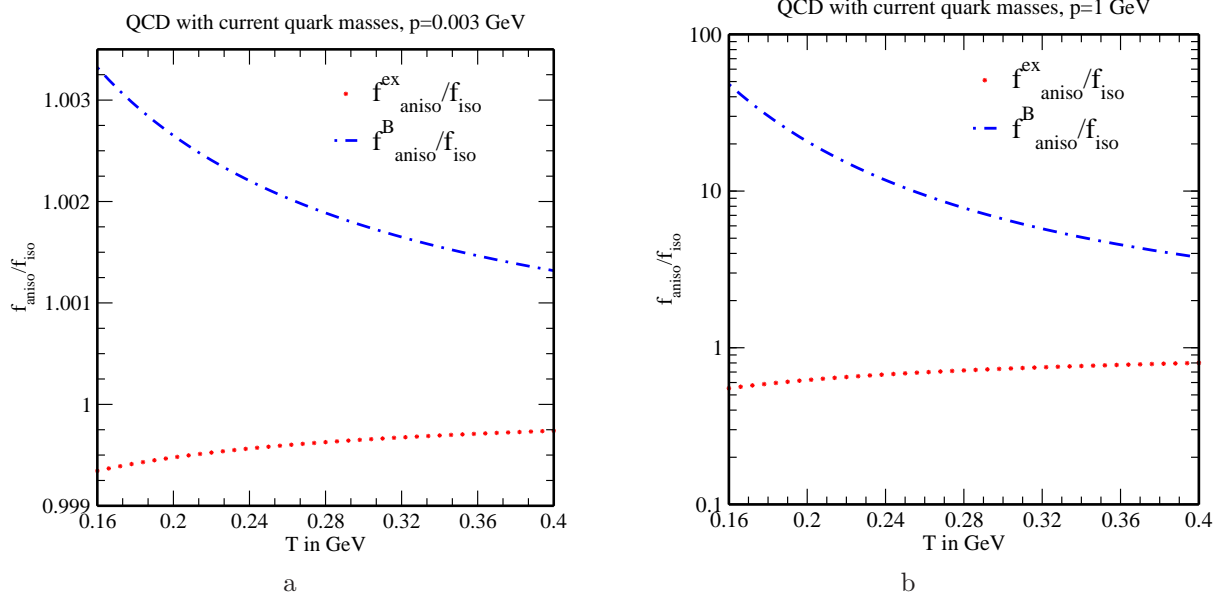 QCD with current quark masses, p=0.003 GeV
f^ex_aniso/f_iso
f^B_aniso/f_iso
1.003
1.002
1.001
1
0.999
f_aniso/f_iso
0.16 0.2 0.24 0.28 0.32 0.36 0.4
T in GeV
a
QCD with current quark masses, p=1 GeV
f^ex_aniso/f_iso
f^B_aniso/f_iso
100
10
1
0.1
f_aniso/f_iso
0.16 0.2 0.24 0.28 0.32 0.36 0.4
T in GeV
b